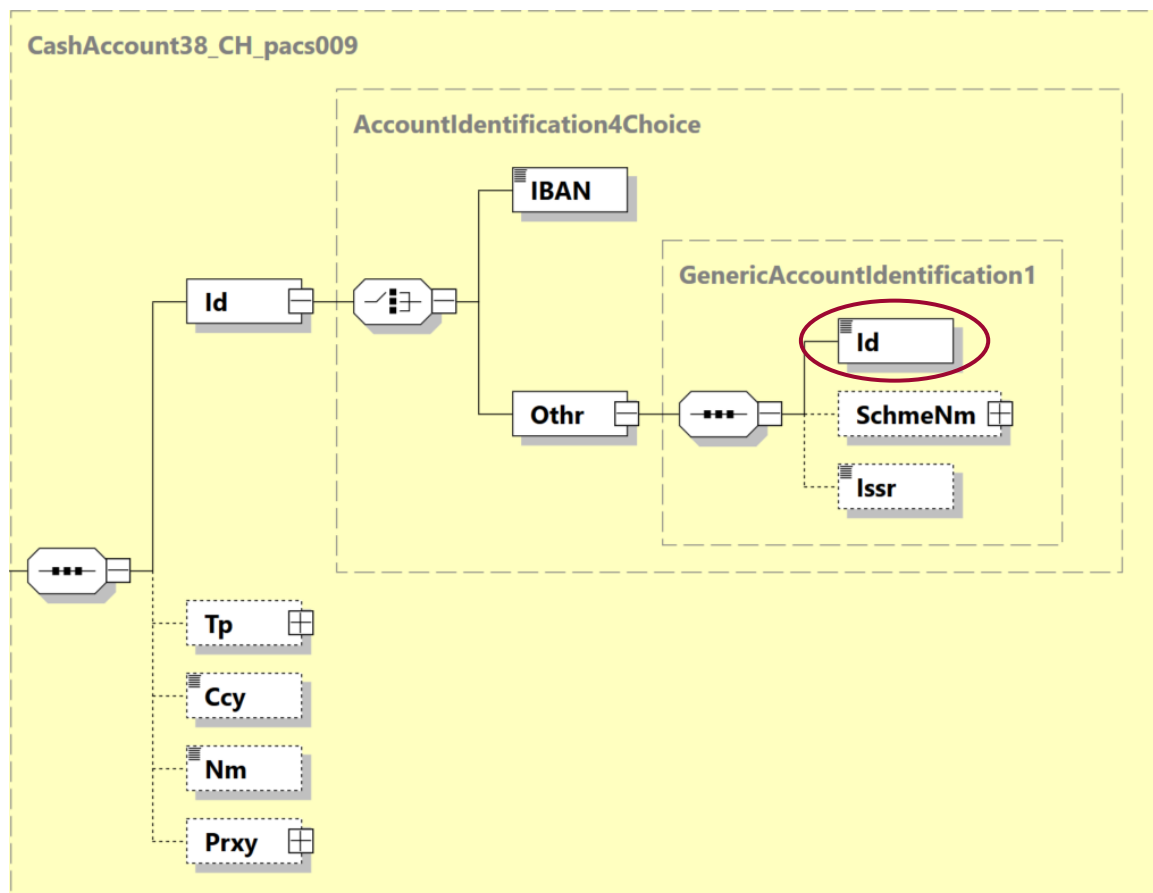 CashAccount38_CH_pacs009
AccountIdentification4Choice
IBAN
GenericAccountIdentification1
Id
Id
Othr
SchmeNm
Issr
Tp
Ccy
Nm
Prxy